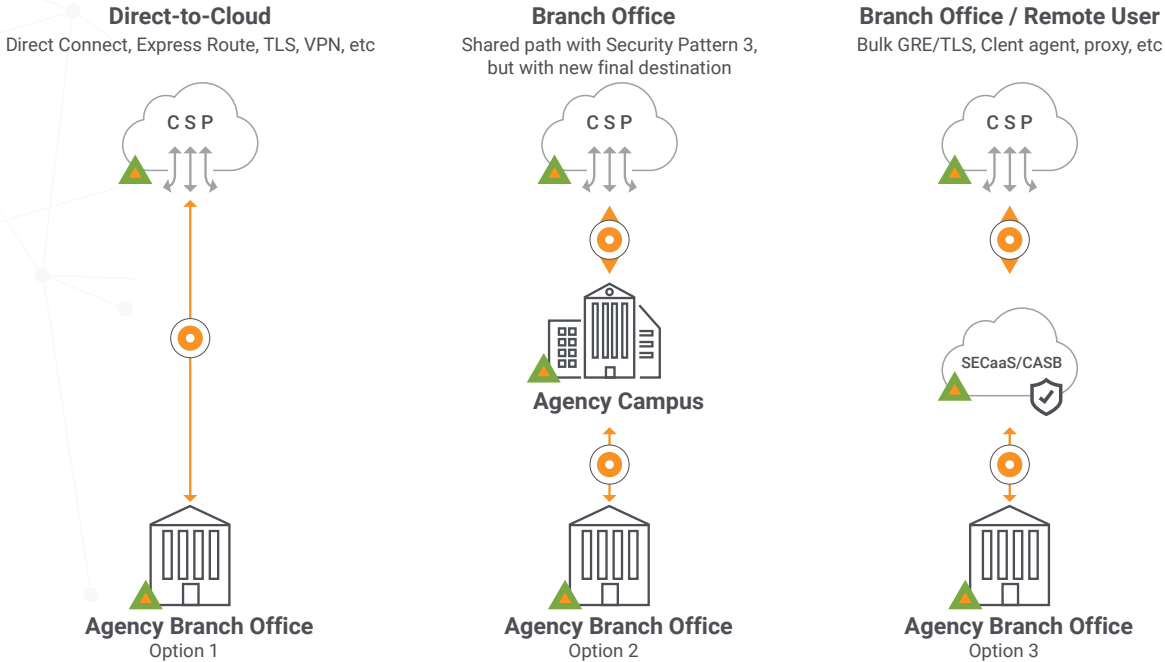 Direct-to-Cloud
Direct Connect, Express Route, TLS, VPN, etc
CSP
Agency Branch Office
Option 1
Branch Office
Shared path with Security Pattern 3,
but with new final destination
CSP
Agency Campus
Agency Branch Office
Option 2
Branch Office / Remote User
Bulk GRE/TLS, Clent agent, proxy, etc
CSP
SECaaS/CASB
Agency Branch Office
Option 3